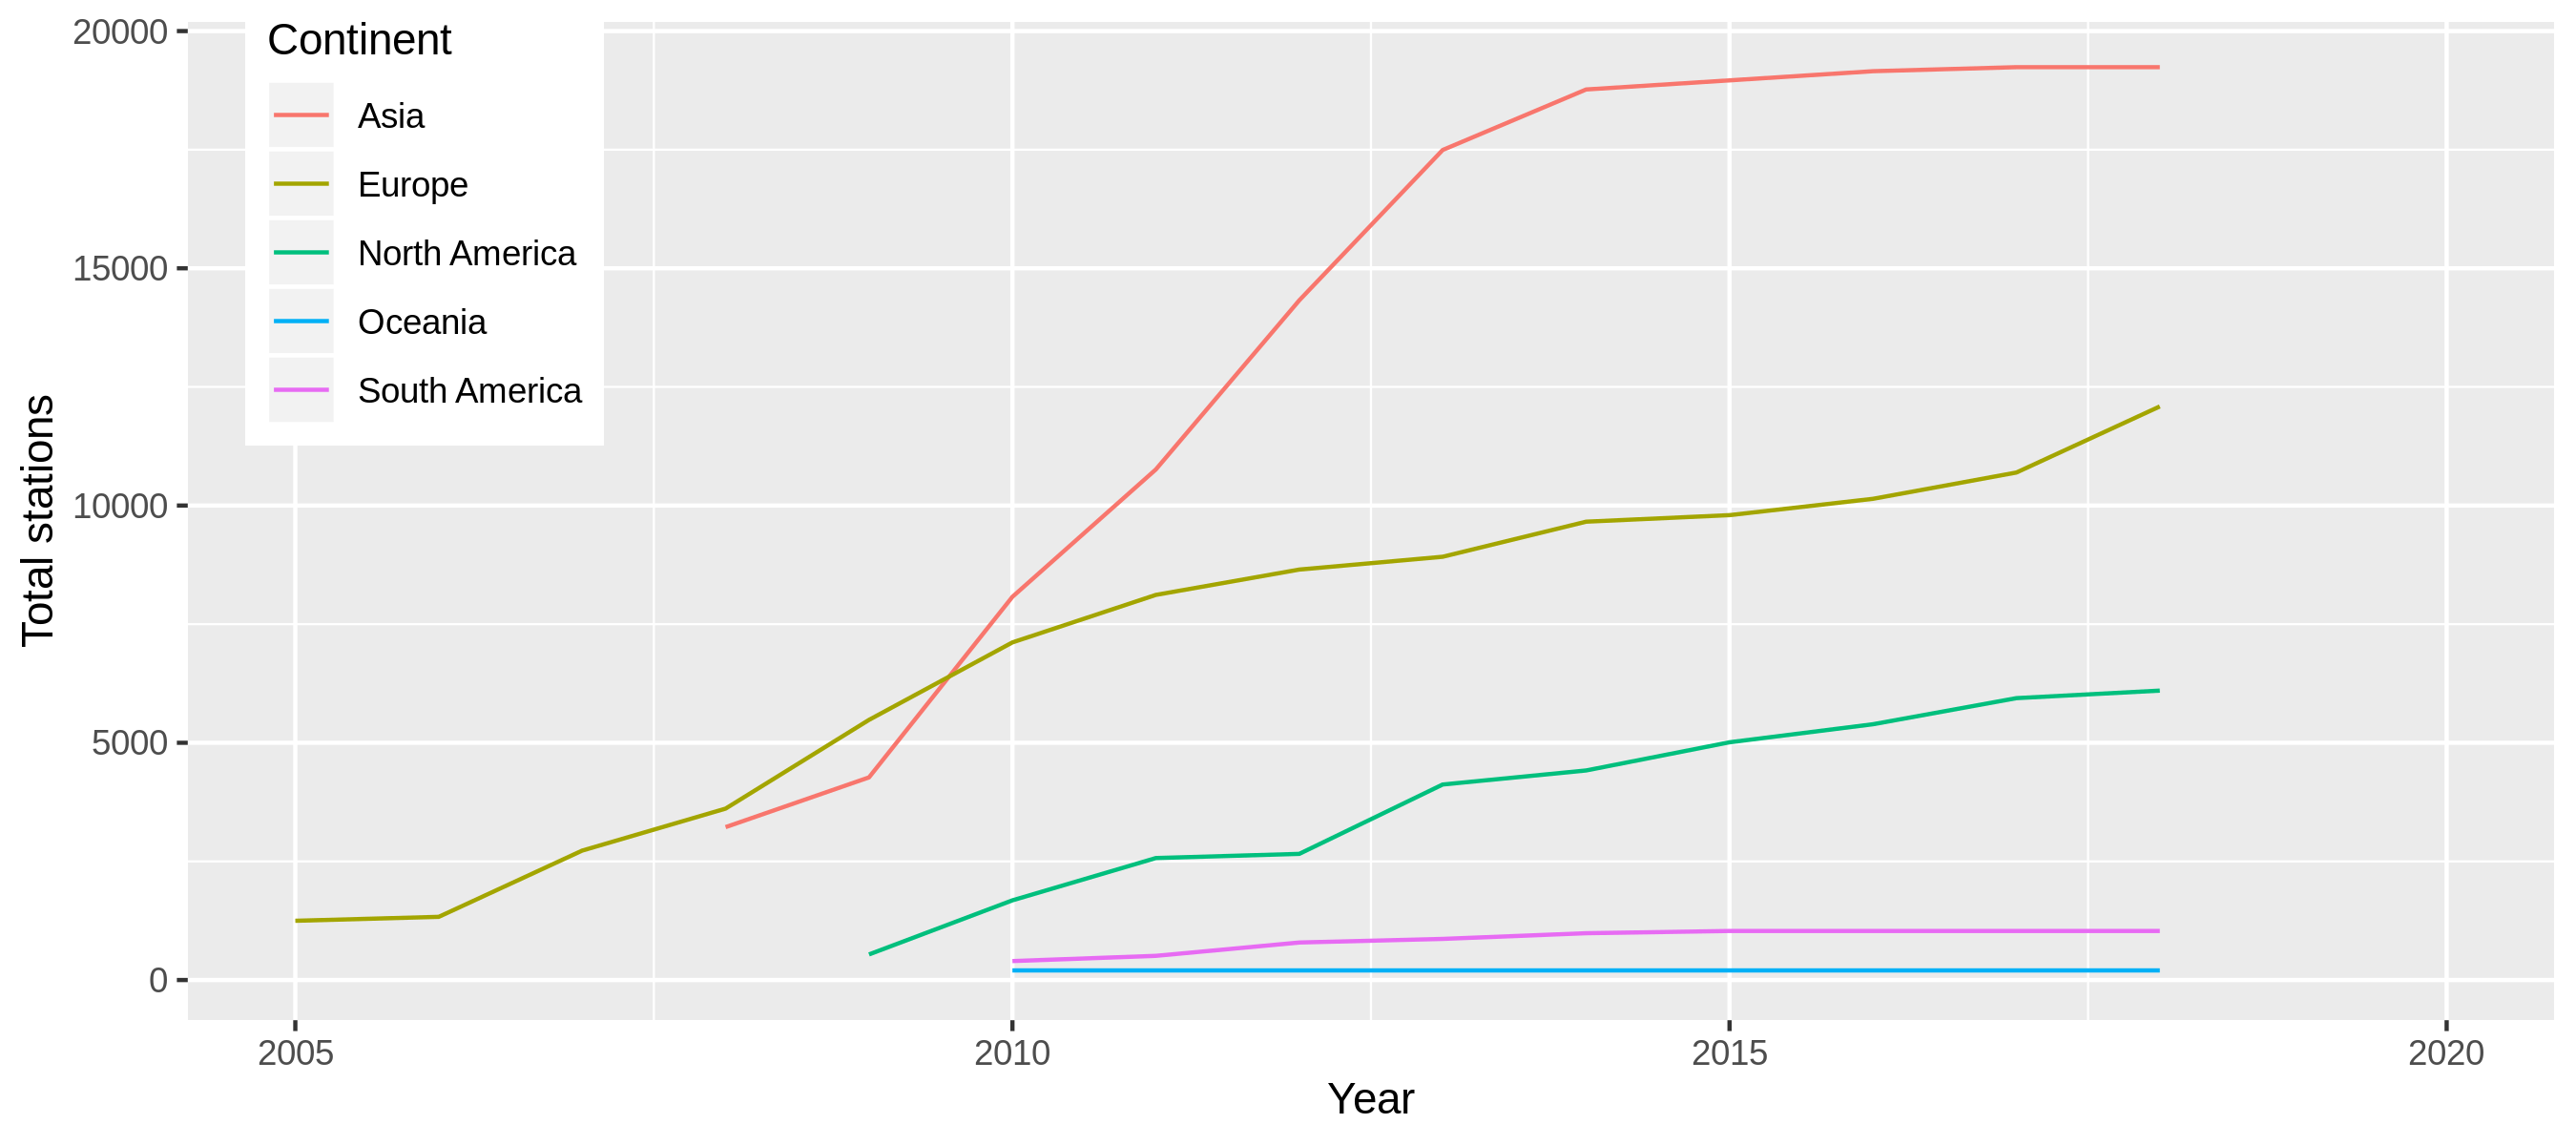 Continent
Asia
Europe
North America
Oceania
South America
Total stations
20000
15000
10000
5000
0
2005 2010 2015 2020
Year